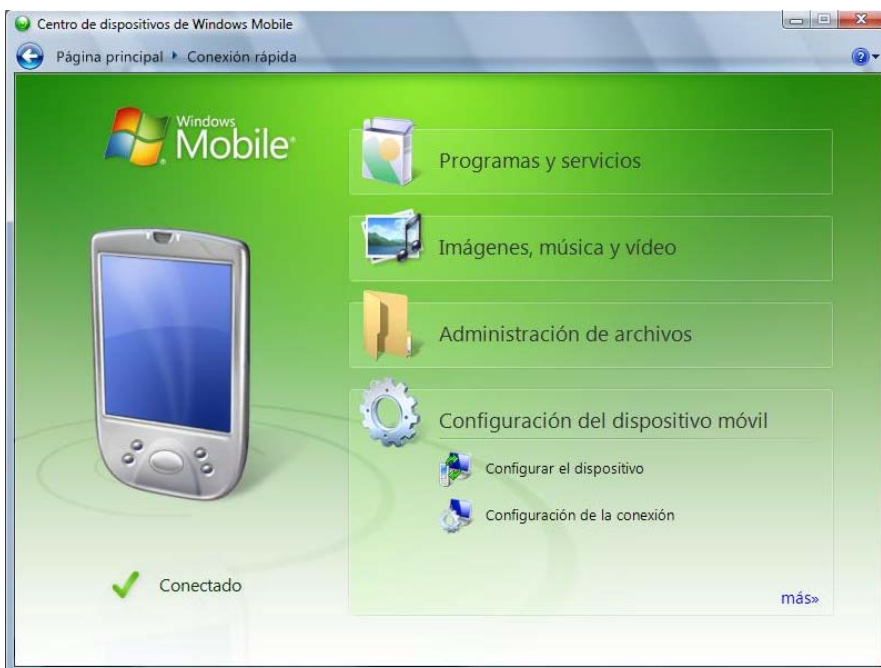 Centro de dispositivos de Windows Mobile
Página principal Conexión rápida
Windows
Mobile®
Programas y servicios
Imágenes, música y vídeo
Administración de archivos
Configuración del dispositivo móvil
Configurar el dispositivo
Configuración de la conexión
Conectado
más»